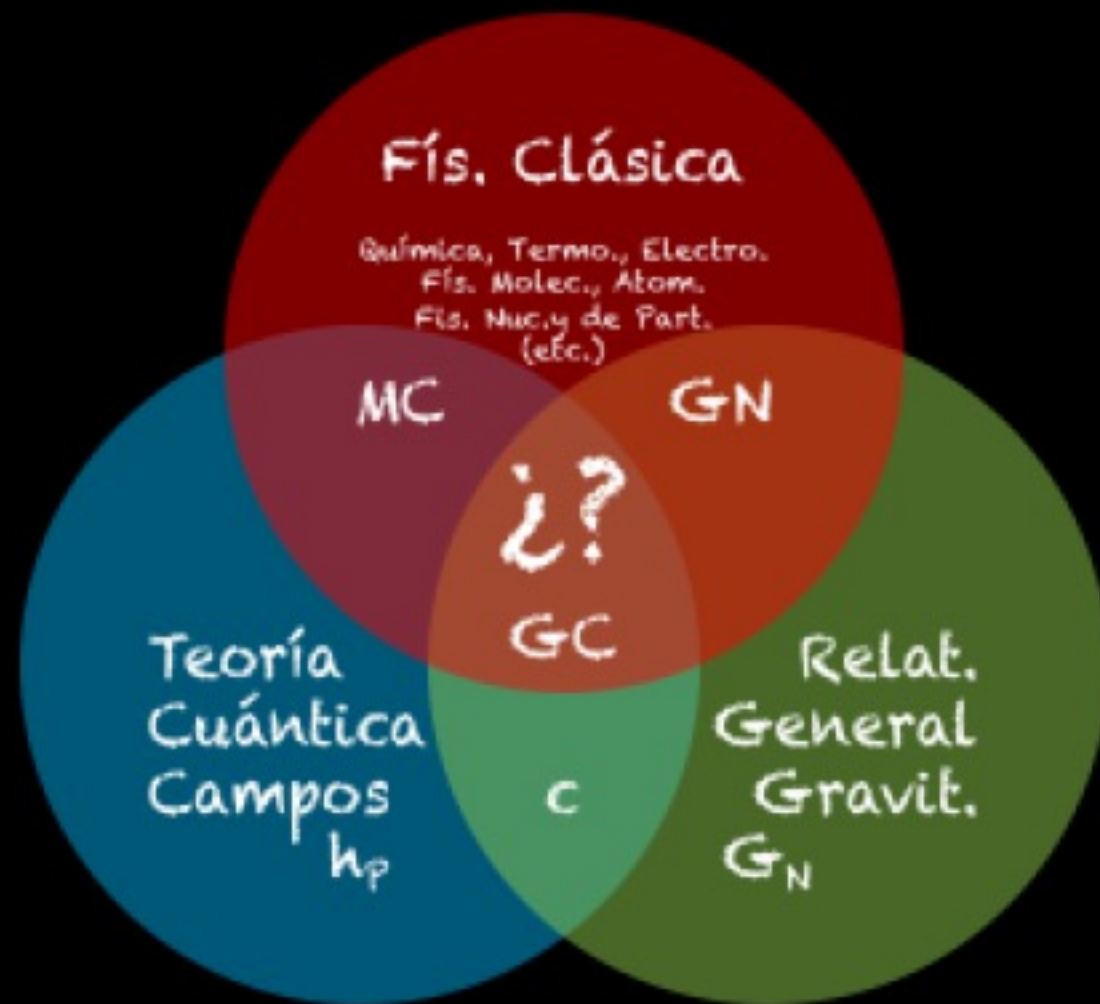 Fís. Clásica
Química, Termo., Electro.
Fís. Molec., Atom.
Fis. Nuc.y de Part.
(etc.)
MC
GN
¿?
GC
Teoría
Cuántica
Campos
hP
c
Relat.
General
Gravit.
GN